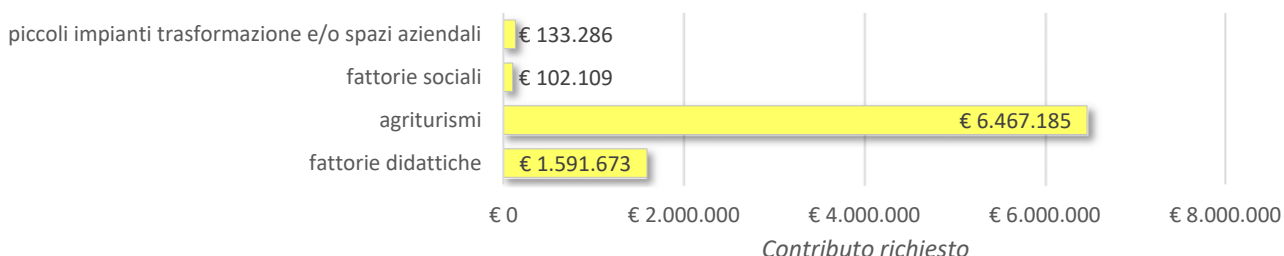 piccoli impianti trasformazione e/o spazi aziendali € 133.286
fattorie sociali € 102.109
agriturismi € 6.467.185
fattorie didattiche € 1.591.673
€ 0 € 2.000.000 € 4.000.000 € 6.000.000 € 8.000.000
Contributo richiesto